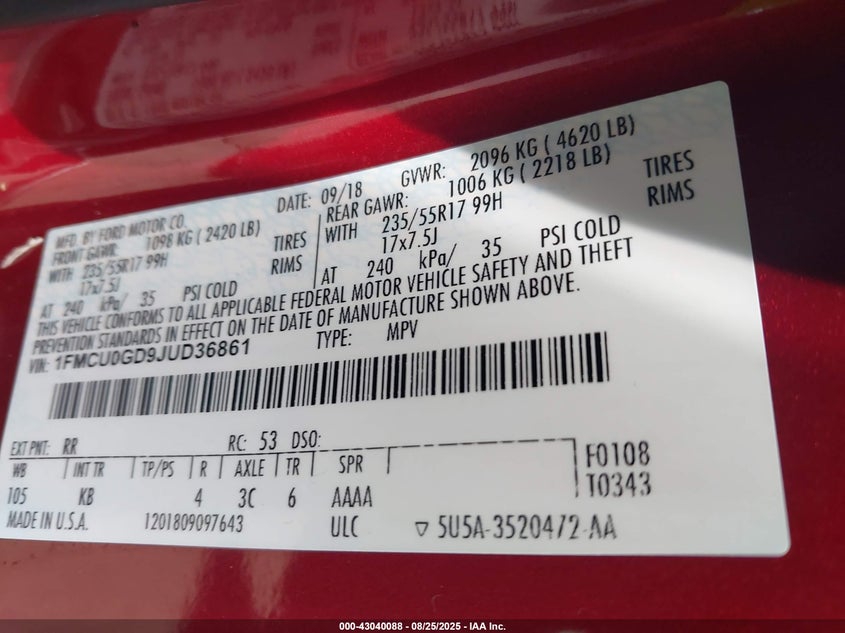 MFD. BY FORD MOTOR CO.
DATE: 09/18
GVWR: 2096 KG ( 4620 LB)
FRONT GAWR: 1098 KG ( 2420 LB)
REAR GAWR: 1006 KG ( 2218 LB)
WITH 235/55R17 99H TIRES
WITH 235/55R17 99H TIRES
17x7.5J RIMS
17x7.5J RIMS
AT 240 kPa/ 35 PSI COLD
AT 240 kPa/ 35 PSI COLD
THIS VEHICLE CONFORMS TO ALL APPLICABLE FEDERAL MOTOR VEHICLE SAFETY AND THEFT
PREVENTION STANDARDS IN EFFECT ON THE DATE OF MANUFACTURE SHOWN ABOVE.
VIN: 1FMCU0GD9JUD36861
TYPE: MPV
EXT PNT: RR RC: 53 DSO:
WB INT TR TP/PS R AXLE TR SPR
105 KB 4 3C 6 AAAA
F0108
T0343
MADE IN U.S.A. 1201809097643 ULC ▽ 5U5A-3520472-AA
000-43040088 - 08/25/2025 - IAA Inc.